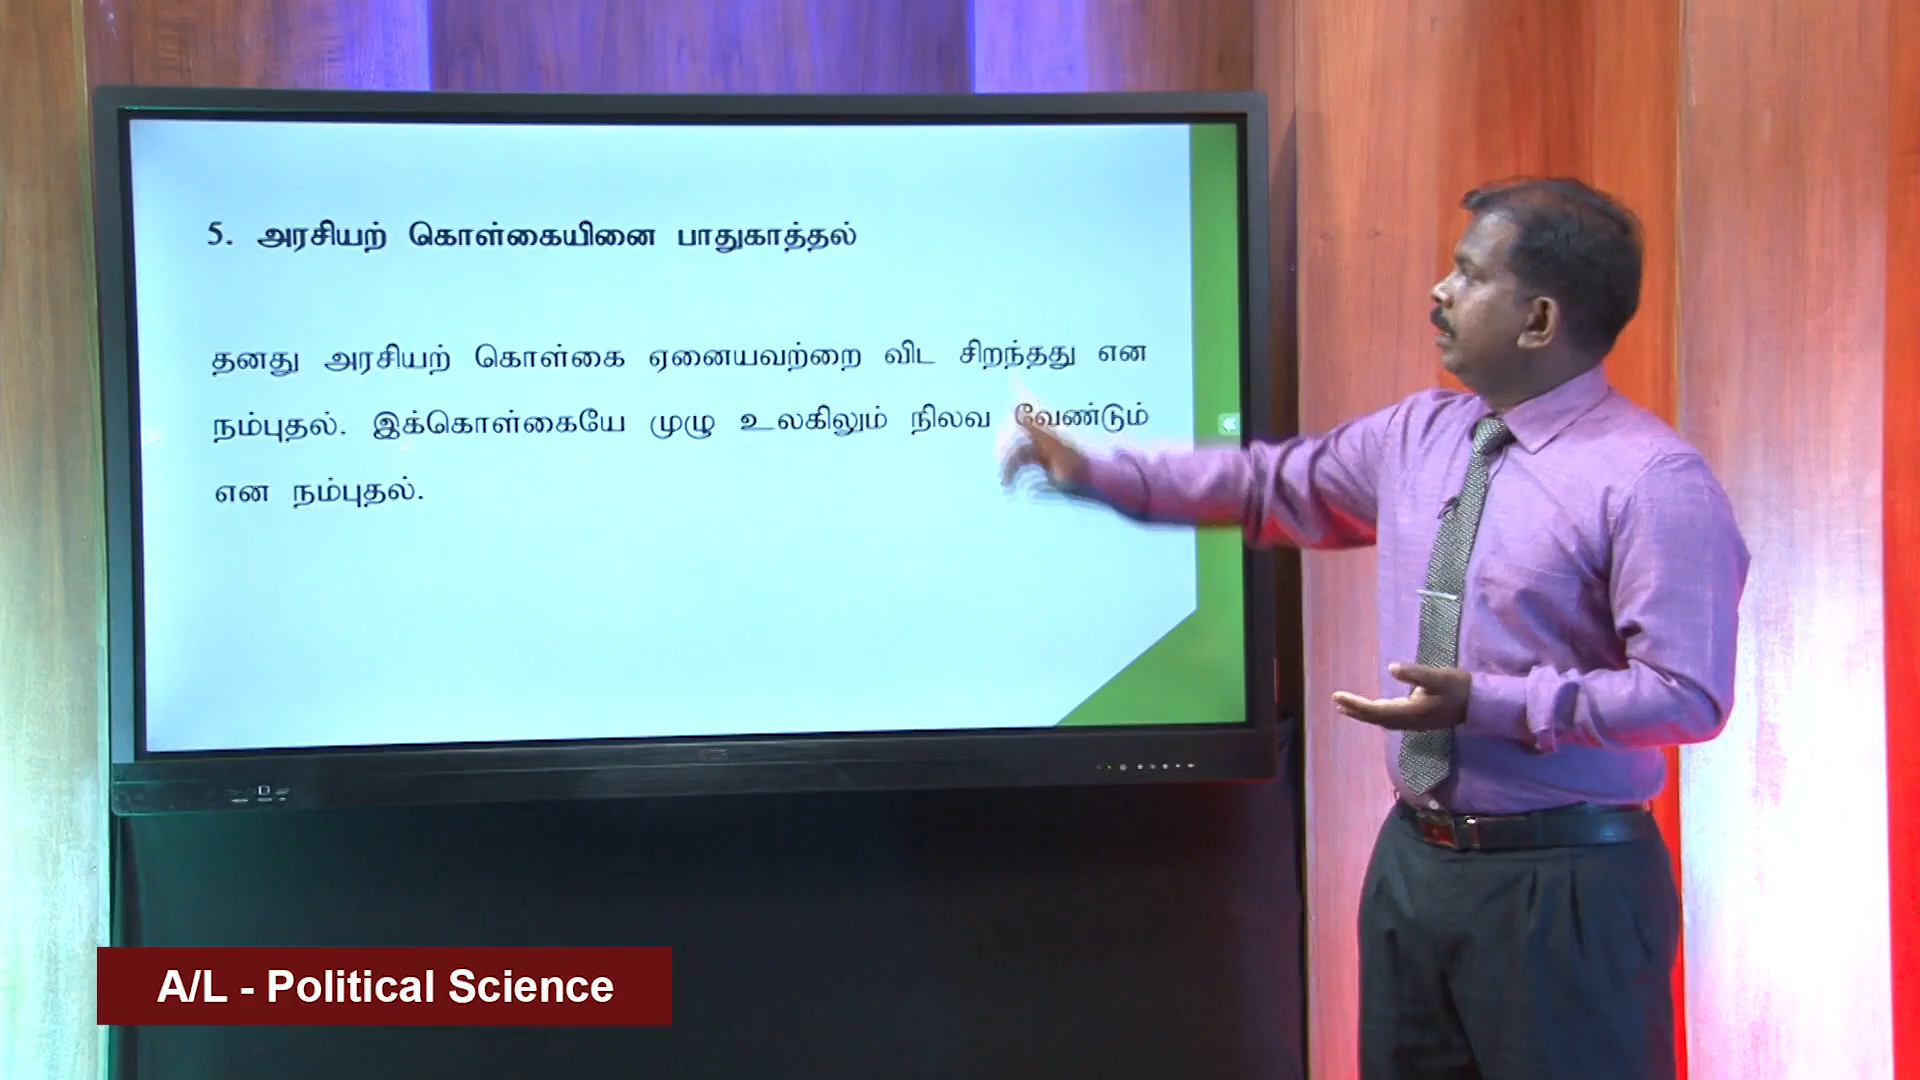 5. அரசியற் கொள்கையினை பாதுகாத்தல்
தனது அரசியற் கொள்கை ஏனையவற்றை விட சிறந்தது என
நம்புதல். இக்கொள்கையே முழு உலகிலும் நிலவ வேண்டும்
என நம்புதல்.
A/L - Political Science